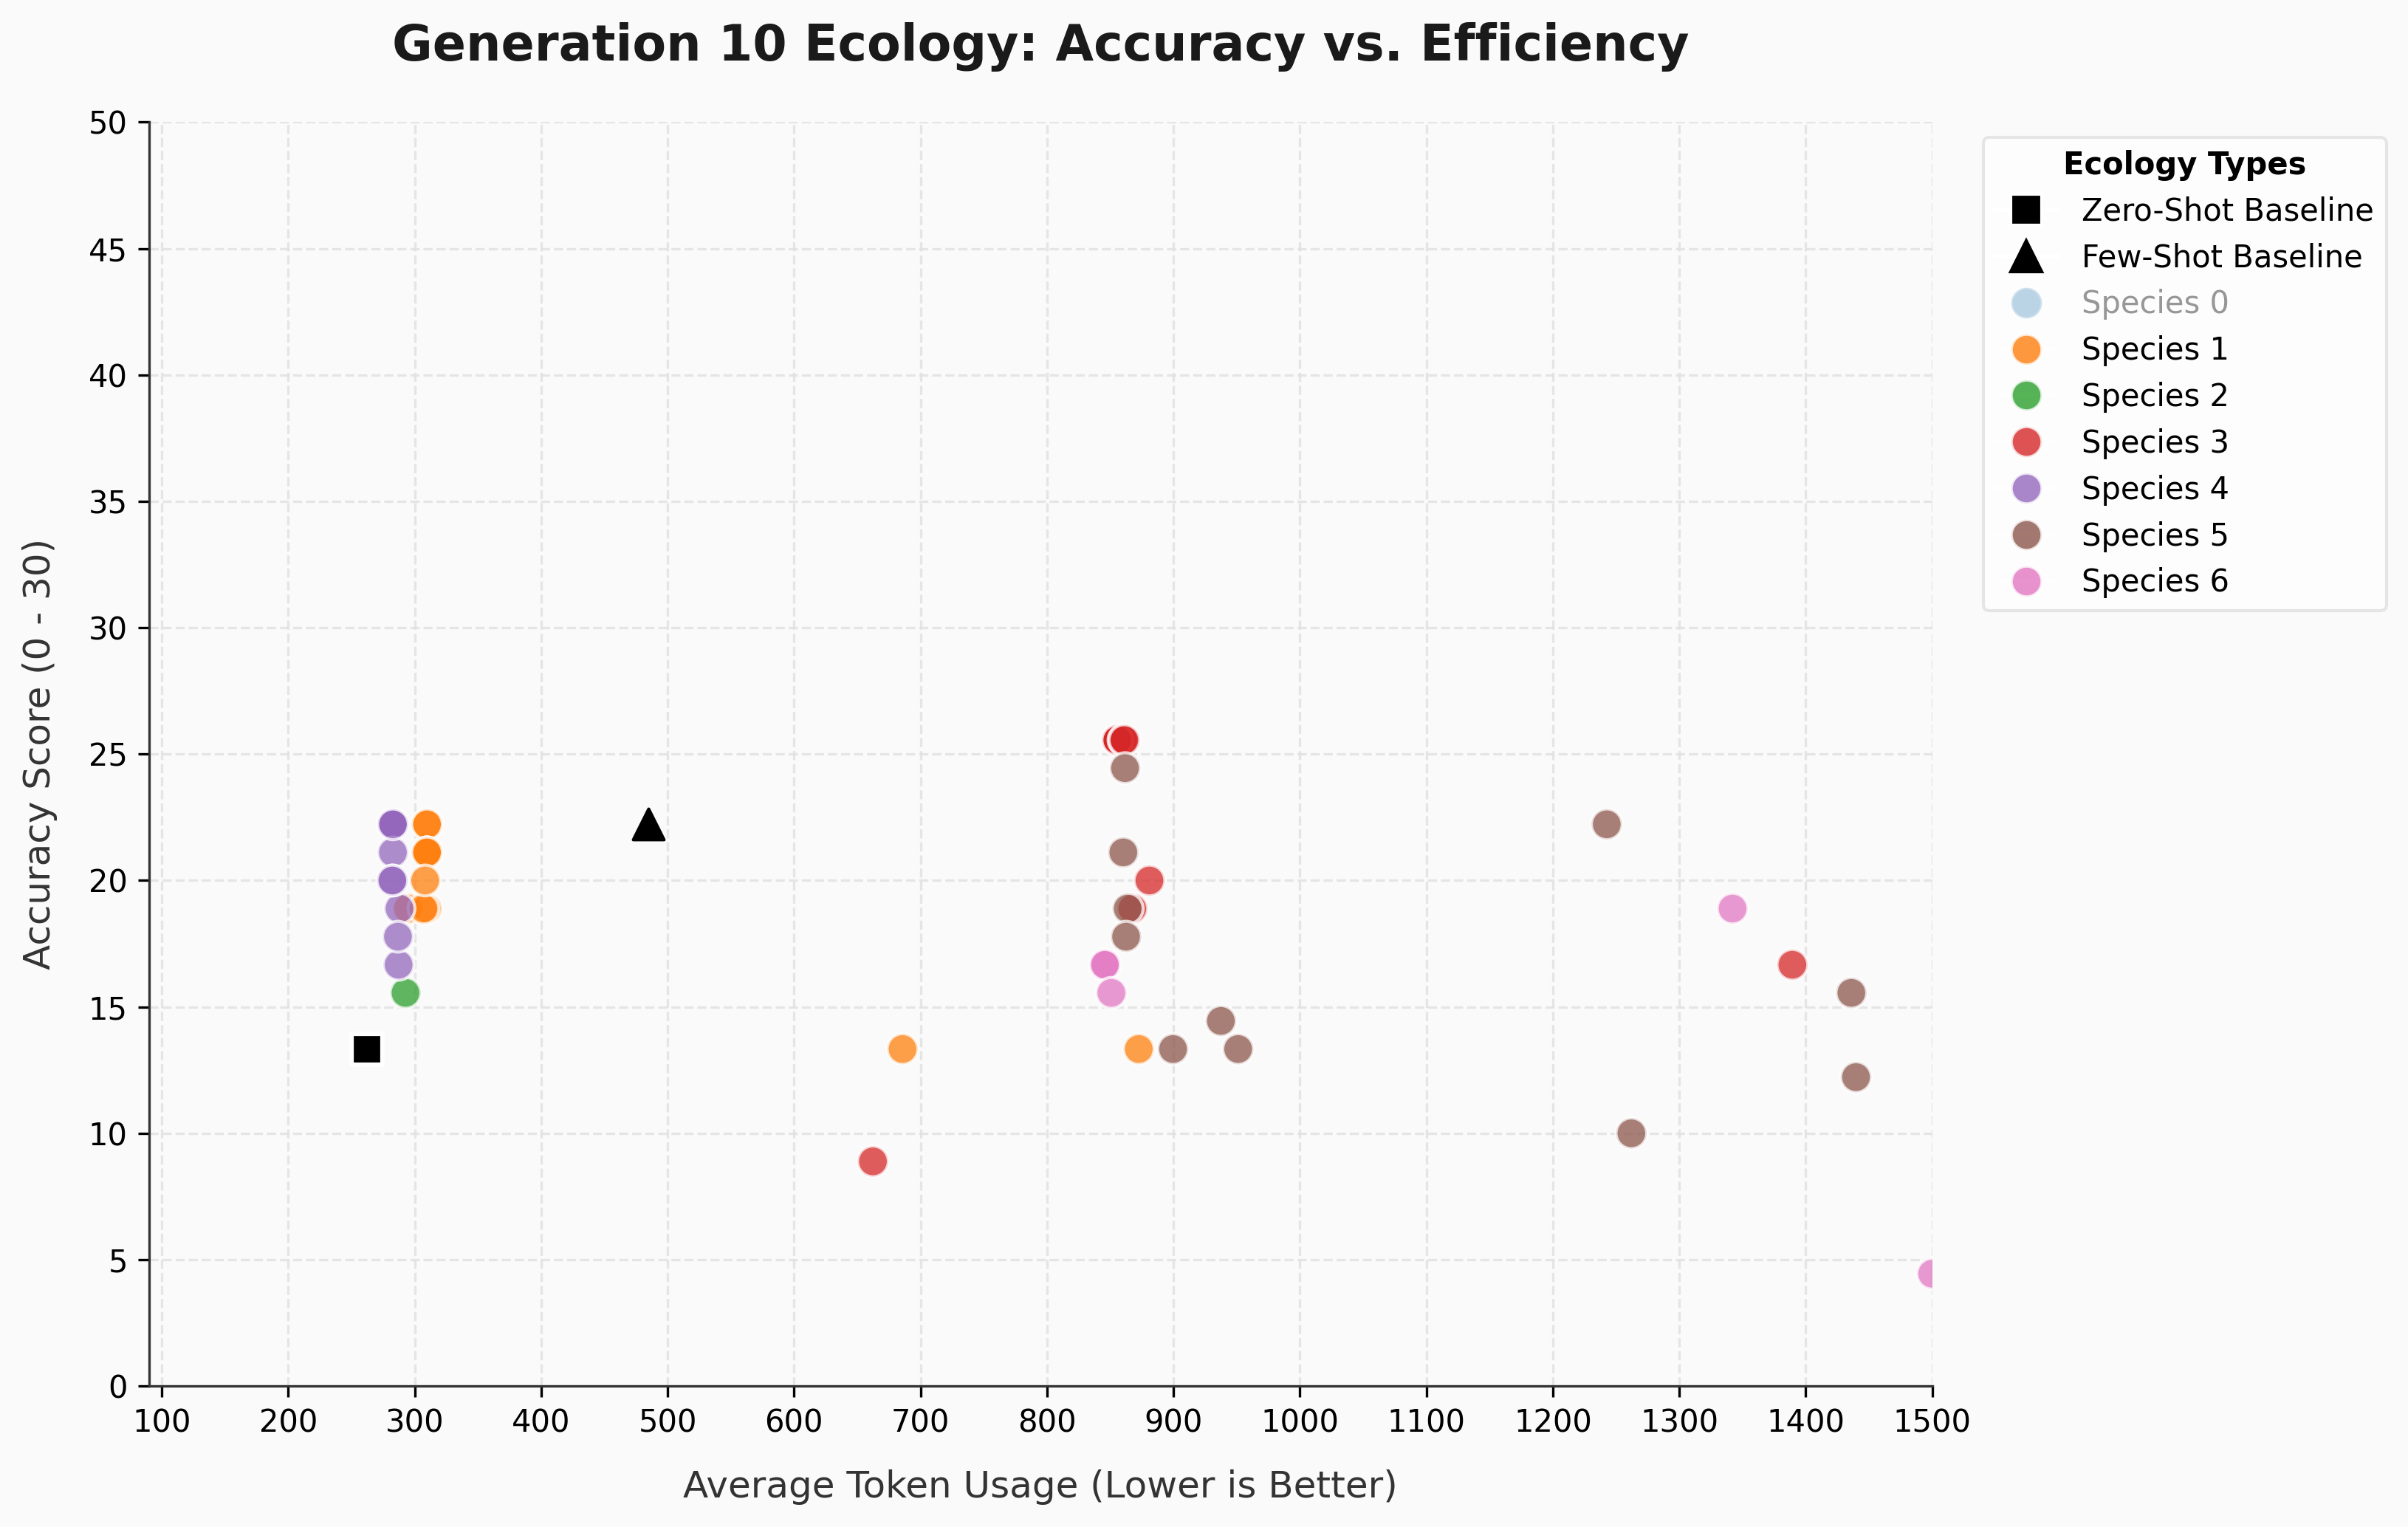 Generation 10 Ecology: Accuracy vs. Efficiency
50
45
40
35
30
25
20
15
10
5
0
Accuracy Score (0 - 30)
100 200 300 400 500 600 700 800 900 1000 1100 1200 1300 1400 1500
Average Token Usage (Lower is Better)
Ecology Types
Zero-Shot Baseline
Few-Shot Baseline
Species 0
Species 1
Species 2
Species 3
Species 4
Species 5
Species 6